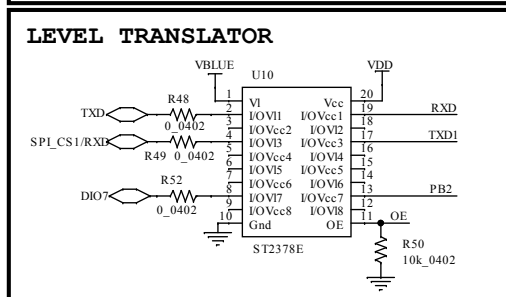 LEVEL TRANSLATOR
VBLUE U10 VDD
1 Vl Vcc 20
TXD R48 0_0402 2 I/OVl1 I/OVcc1 19 RXD
3 I/OVcc2 I/OVl2 18
SPI_CS1/RXD R49 0_0402 4 I/OVl3 I/OVcc3 17 TXD1
5 I/OVcc4 I/OVl4 16
6 I/OVl5 I/OVcc5 15
7 I/OVcc6 I/OVl6 14
DIO7 R52 0_0402 8 I/OVl7 I/OVcc7 13 PB2
9 I/OVcc8 I/OVl8 12
10 Gnd OE 11 OE
ST2378E
R50
10k_0402